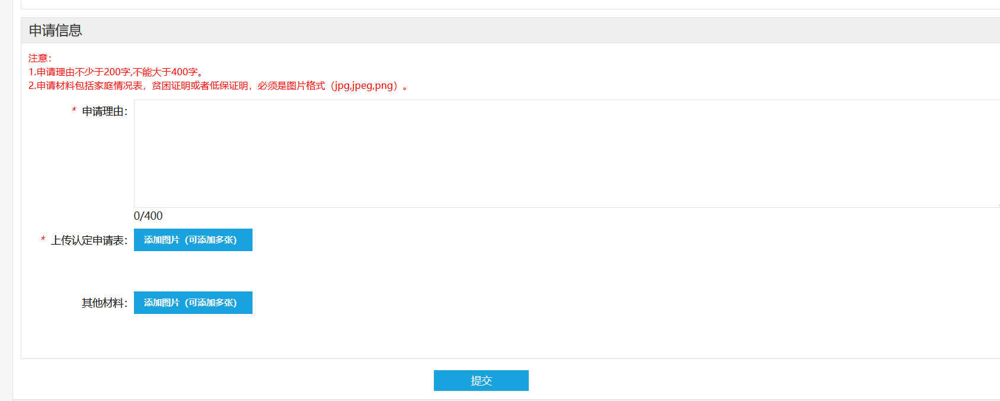 申请信息
注意：
1.申请理由不少于200字,不能大于400字。
2.申请材料包括家庭情况表，贫困证明或者低保证明，必须是图片格式（jpg,jpeg,png）。
* 申请理由：
0/400
* 上传认定申请表： 添加图片（可添加多张）
其他材料： 添加图片（可添加多张）
提交